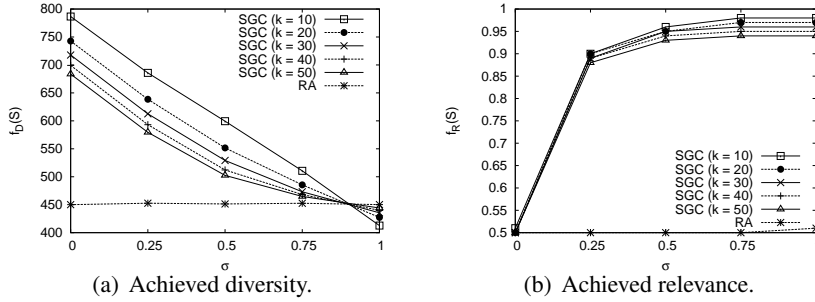 800
750
700
650
600
550
500
450
400
f_D(S)
0
0.25
0.5
0.75
1
σ
SGC (k = 10)
SGC (k = 20)
SGC (k = 30)
SGC (k = 40)
SGC (k = 50)
RA
(a) Achieved diversity.
1
0.95
0.9
0.85
0.8
0.75
0.7
0.65
0.6
0.55
0.5
f_R(S)
0
0.25
0.5
0.75
1
σ
SGC (k = 10)
SGC (k = 20)
SGC (k = 30)
SGC (k = 40)
SGC (k = 50)
RA
(b) Achieved relevance.